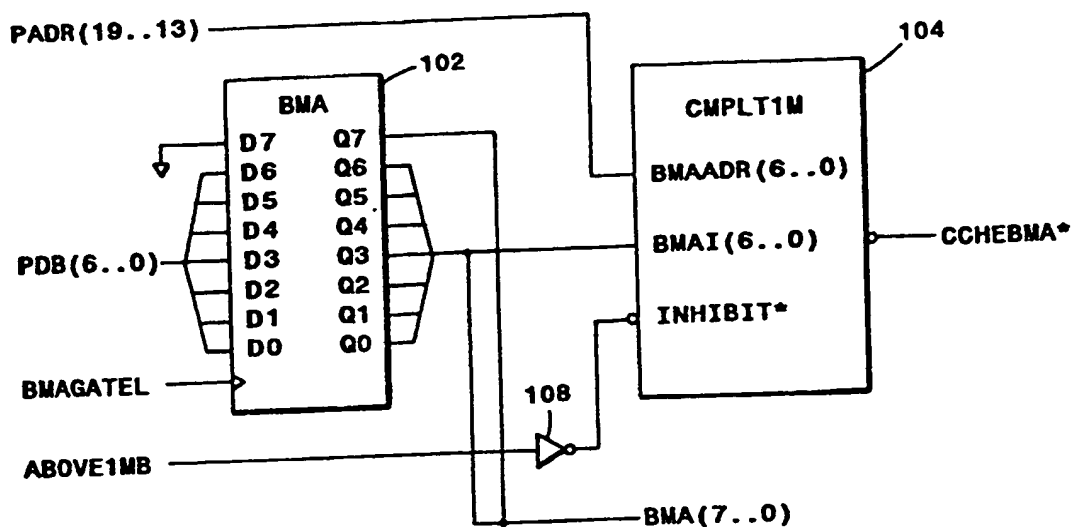 PADR(19..13)
102
104
BMA
CMPLT1M
D7 Q7
D6 Q6
D5 Q5
D4 Q4
D3 Q3
D2 Q2
D1 Q1
D0 Q0
PDB(6..0)
BMAADR(6..0)
BMAI(6..0)
INHIBIT*
CCHEBMA*
BMAGATEL
108
ABOVE1MB
BMA(7..0)